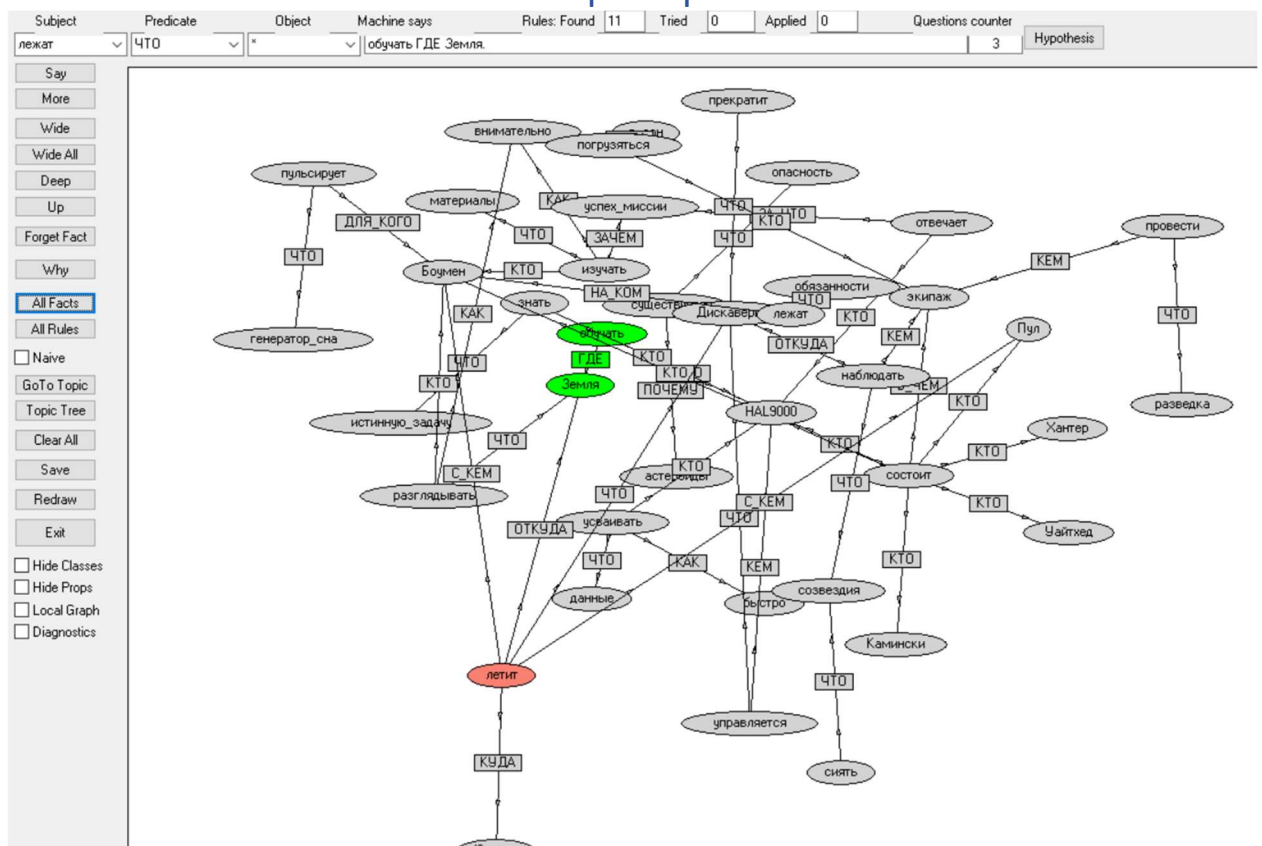 Subject Predicate Object Machine says Rules: Found 11 Tried 0 Applied 0 Questions counter
лежат ЧТО * обучать ГДЕ Земля. 3 Hypothesis
Say
More
Wide
Wide All
Deep
Up
Forget Fact
Why
All Facts
All Rules
Naive
GoTo Topic
Topic Tree
Clear All
Save
Redraw
Exit
Hide Classes
Hide Props
Local Graph
Diagnostics
прекратит
внимательно
погрузяться
пульсирует
опасность
материалы
КАК
успех_миссии
ЧТО
ЗА_ЧТО
КТО
отвечает
провести
ДЛЯ_КОГО
ЧТО
ЗАЧЕМ
ЧТО
ЧТО
Боумен
КТО
изучать
КЕМ
обязанности
экипаж
НА_КОМ
знать
ЧТО
лежат
КАК
КТО
ЧТО
Пул
генератор_сна
обучать
ОТКУДА
КЕМ
ГДЕ
КТО
ЧТО
КТО
Земля
КТО
ПОЧЕМУ
наблюдать
КТО
разведка
истинную_задачу
HAL9000
Хантер
ЧТО
КТО
КТО
С_КЕМ
КТО
астероиды
состоит
ЧТО
разглядывать
ЧТО
С_КЕМ
КТО
ОТКУДА
усваивать
ЧТО
Уайтхед
ЧТО
КАК
КЕМ
КТО
данные
быстро
созвездия
Камински
летит
ЧТО
управляется
КУДА
сиять